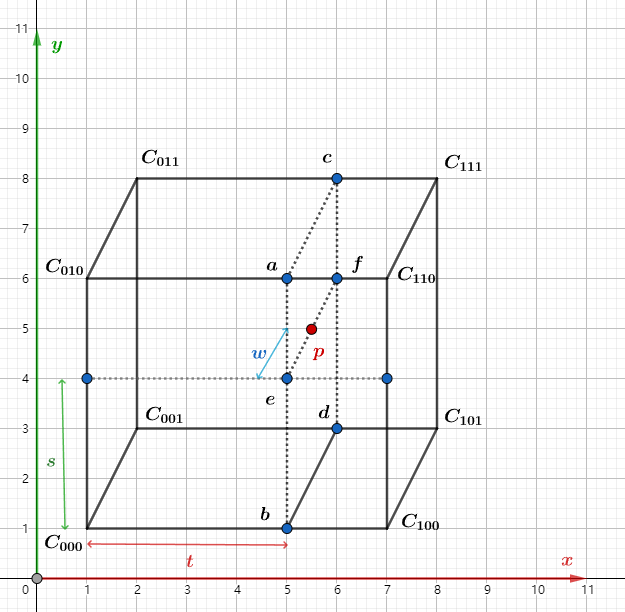 11
y
10
9
C₀₁₁ c C₁₁₁
8
7
C₀₁₀ a f C₁₁₀
6
5
w p
4
e
C₀₀₁ d C₁₀₁
3
s
2
b C₁₀₀
1
C₀₀₀
t x
0 1 2 3 4 5 6 7 8 9 10 11